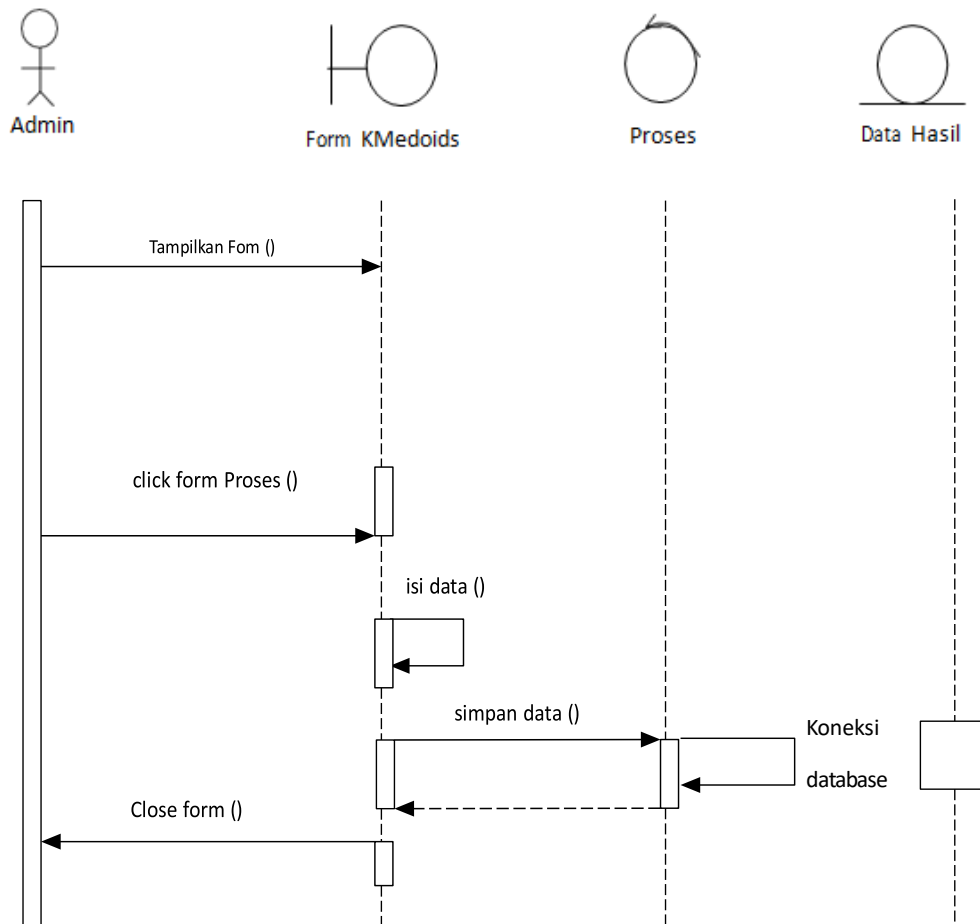 Admin
Form KMedoids
Proses
Data Hasil
Tampilkan Fom ()
click form Proses ()
isi data ()
simpan data ()
Koneksi
database
Close form ()